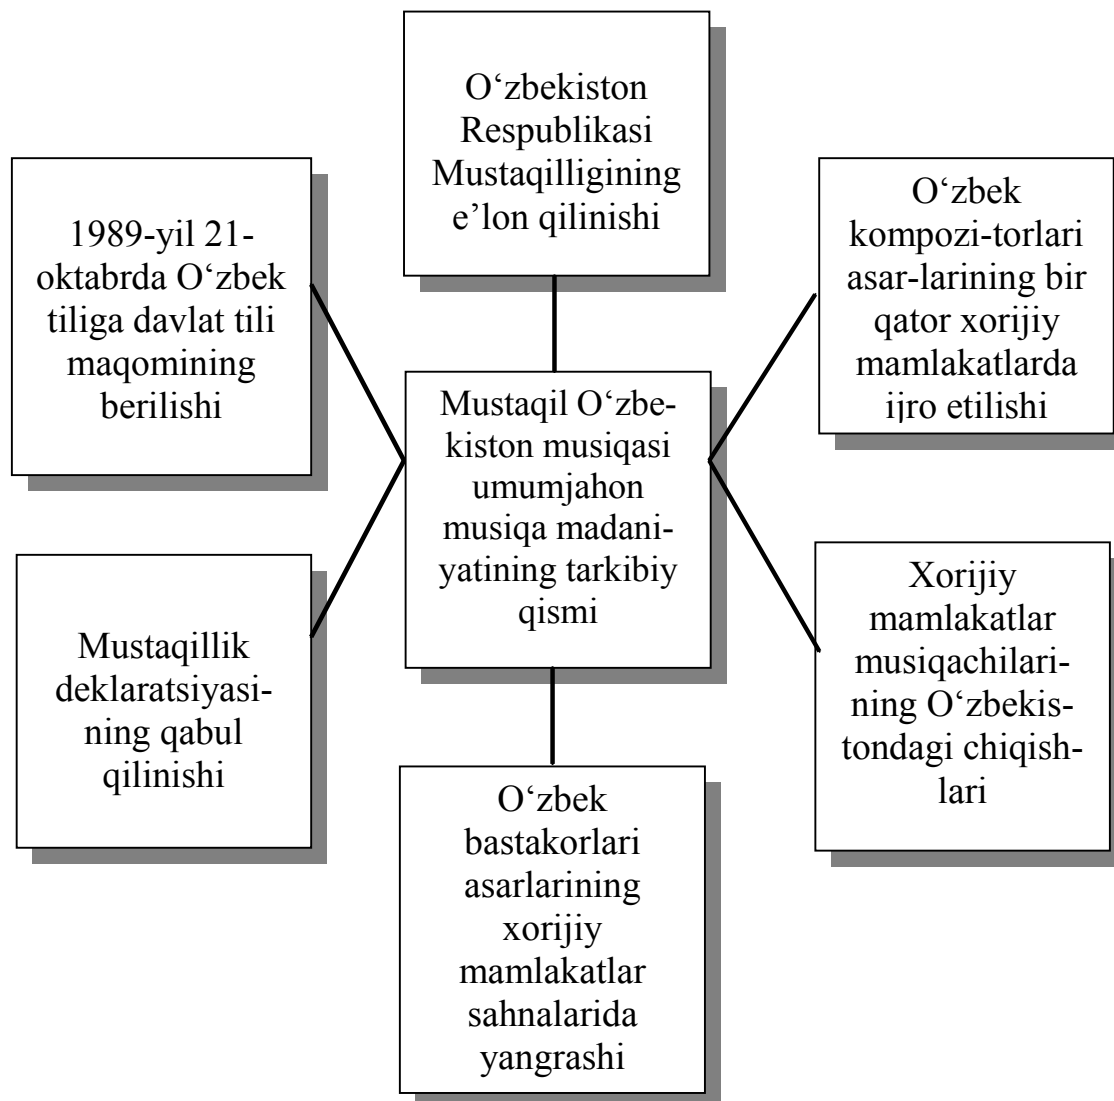 O‘zbekiston
Respublikasi
Mustaqilligining
e’lon qilinishi
1989-yil 21-
oktabrda O‘zbek
tiliga davlat tili
maqomining
berilishi
O‘zbek
kompozi-torlari
asar-larining bir
qator xorijiy
mamlakatlarda
ijro etilishi
Mustaqil O‘zbe-
kiston musiqasi
umumjahon
musiqa madani-
yatining tarkibiy
qismi
Mustaqillik
deklaratsiyasi-
ning qabul
qilinishi
Xorijiy
mamlakatlar
musiqachilari-
ning O‘zbekis-
tondagi chiqish-
lari
O‘zbek
bastakorlari
asarlarining
xorijiy
mamlakatlar
sahnalarida
yangrashi